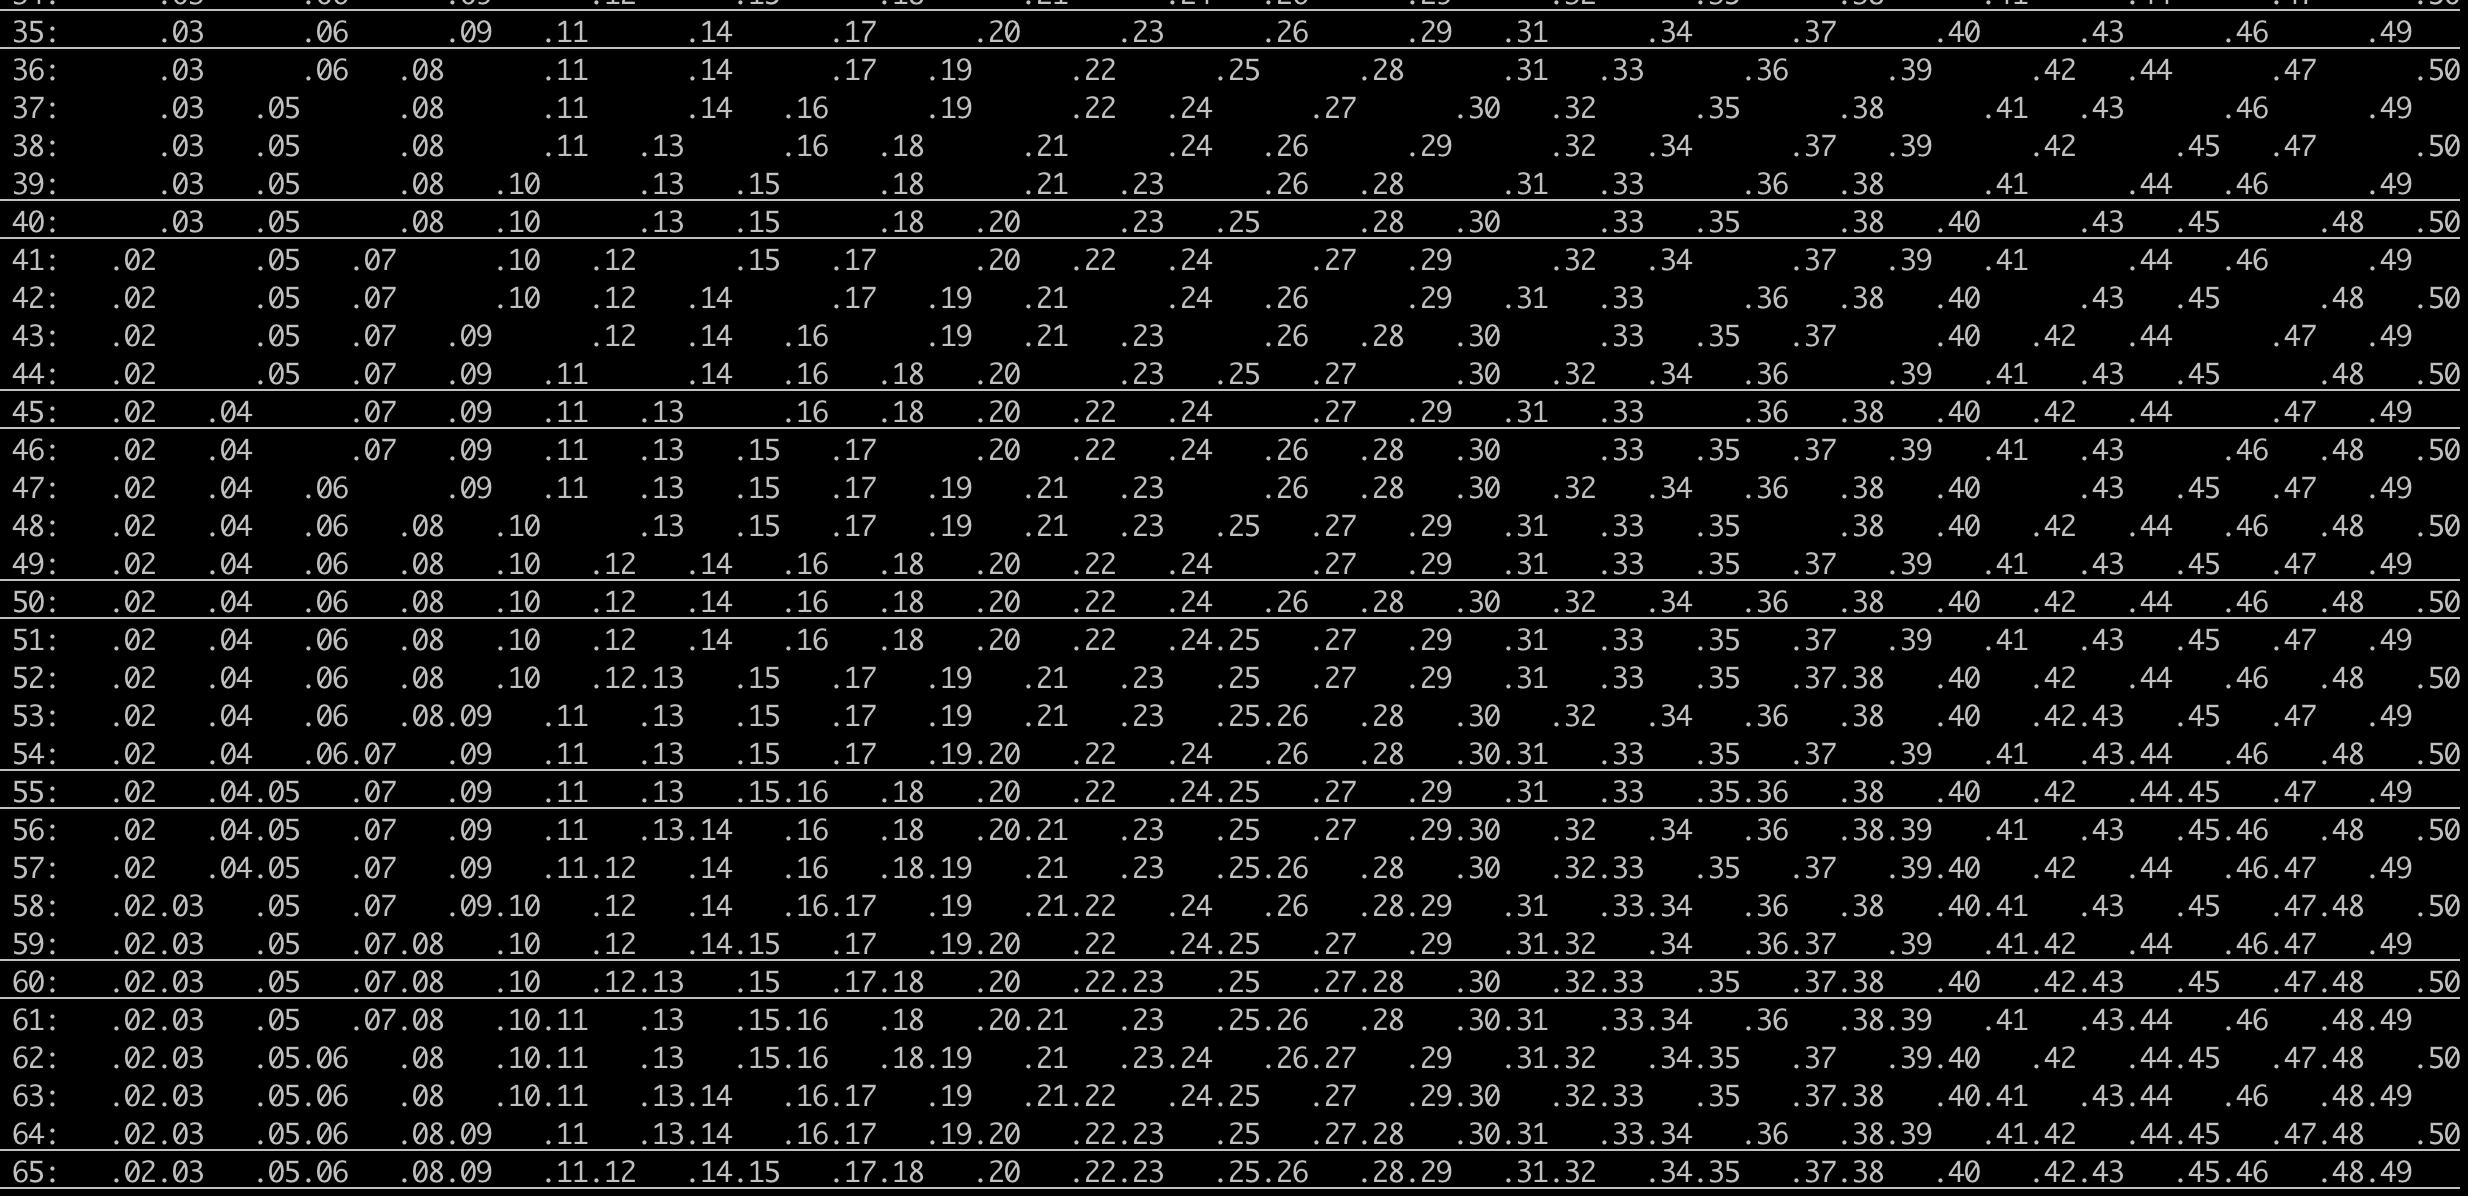 35: .03 .06 .09 .11 .14 .17 .20 .23 .26 .29 .31 .34 .37 .40 .43 .46 .49
36: .03 .06 .08 .11 .14 .17 .19 .22 .25 .28 .31 .33 .36 .39 .42 .44 .47 .50
37: .03 .05 .08 .11 .14 .16 .19 .22 .24 .27 .30 .32 .35 .38 .41 .43 .46 .49
38: .03 .05 .08 .11 .13 .16 .18 .21 .24 .26 .29 .32 .34 .37 .39 .42 .45 .47 .50
39: .03 .05 .08 .10 .13 .15 .18 .21 .23 .26 .28 .31 .33 .36 .38 .41 .44 .46 .49
40: .03 .05 .08 .10 .13 .15 .18 .20 .23 .25 .28 .30 .33 .35 .38 .40 .43 .45 .48 .50
41: .02 .05 .07 .10 .12 .15 .17 .20 .22 .24 .27 .29 .32 .34 .37 .39 .41 .44 .46 .49
42: .02 .05 .07 .10 .12 .14 .17 .19 .21 .24 .26 .29 .31 .33 .36 .38 .40 .43 .45 .48 .50
43: .02 .05 .07 .09 .12 .14 .16 .19 .21 .23 .26 .28 .30 .33 .35 .37 .40 .42 .44 .47 .49
44: .02 .05 .07 .09 .11 .14 .16 .18 .20 .23 .25 .27 .30 .32 .34 .36 .39 .41 .43 .45 .48 .50
45: .02 .04 .07 .09 .11 .13 .16 .18 .20 .22 .24 .27 .29 .31 .33 .36 .38 .40 .42 .44 .47 .49
46: .02 .04 .07 .09 .11 .13 .15 .17 .20 .22 .24 .26 .28 .30 .33 .35 .37 .39 .41 .43 .46 .48 .50
47: .02 .04 .06 .09 .11 .13 .15 .17 .19 .21 .23 .26 .28 .30 .32 .34 .36 .38 .40 .43 .45 .47 .49
48: .02 .04 .06 .08 .10 .13 .15 .17 .19 .21 .23 .25 .27 .29 .31 .33 .35 .38 .40 .42 .44 .46 .48 .50
49: .02 .04 .06 .08 .10 .12 .14 .16 .18 .20 .22 .24 .27 .29 .31 .33 .35 .37 .39 .41 .43 .45 .47 .49
50: .02 .04 .06 .08 .10 .12 .14 .16 .18 .20 .22 .24 .26 .28 .30 .32 .34 .36 .38 .40 .42 .44 .46 .48 .50
51: .02 .04 .06 .08 .10 .12 .14 .16 .18 .20 .22 .24.25 .27 .29 .31 .33 .35 .37 .39 .41 .43 .45 .47 .49
52: .02 .04 .06 .08 .10 .12.13 .15 .17 .19 .21 .23 .25 .27 .29 .31 .33 .35 .37.38 .40 .42 .44 .46 .48 .50
53: .02 .04 .06 .08.09 .11 .13 .15 .17 .19 .21 .23 .25.26 .28 .30 .32 .34 .36 .38 .40 .42.43 .45 .47 .49
54: .02 .04 .06.07 .09 .11 .13 .15 .17 .19.20 .22 .24 .26 .28 .30.31 .33 .35 .37 .39 .41 .43.44 .46 .48 .50
55: .02 .04.05 .07 .09 .11 .13 .15.16 .18 .20 .22 .24.25 .27 .29 .31 .33 .35.36 .38 .40 .42 .44.45 .47 .49
56: .02 .04.05 .07 .09 .11 .13.14 .16 .18 .20.21 .23 .25 .27 .29.30 .32 .34 .36 .38.39 .41 .43 .45.46 .48 .50
57: .02 .04.05 .07 .09 .11.12 .14 .16 .18.19 .21 .23 .25.26 .28 .30 .32.33 .35 .37 .39.40 .42 .44 .46.47 .49
58: .02.03 .05 .07 .09.10 .12 .14 .16.17 .19 .21.22 .24 .26 .28.29 .31 .33.34 .36 .38 .40.41 .43 .45 .47.48 .50
59: .02.03 .05 .07.08 .10 .12 .14.15 .17 .19.20 .22 .24.25 .27 .29 .31.32 .34 .36.37 .39 .41.42 .44 .46.47 .49
60: .02.03 .05 .07.08 .10 .12.13 .15 .17.18 .20 .22.23 .25 .27.28 .30 .32.33 .35 .37.38 .40 .42.43 .45 .47.48 .50
61: .02.03 .05 .07.08 .10.11 .13 .15.16 .18 .20.21 .23 .25.26 .28 .30.31 .33.34 .36 .38.39 .41 .43.44 .46 .48.49
62: .02.03 .05.06 .08 .10.11 .13 .15.16 .18.19 .21 .23.24 .26.27 .29 .31.32 .34.35 .37 .39.40 .42 .44.45 .47.48 .50
63: .02.03 .05.06 .08 .10.11 .13.14 .16.17 .19 .21.22 .24.25 .27 .29.30 .32.33 .35 .37.38 .40.41 .43.44 .46 .48.49
64: .02.03 .05.06 .08.09 .11 .13.14 .16.17 .19.20 .22.23 .25 .27.28 .30.31 .33.34 .36 .38.39 .41.42 .44.45 .47.48 .50
65: .02.03 .05.06 .08.09 .11.12 .14.15 .17.18 .20 .22.23 .25.26 .28.29 .31.32 .34.35 .37.38 .40 .42.43 .45.46 .48.49